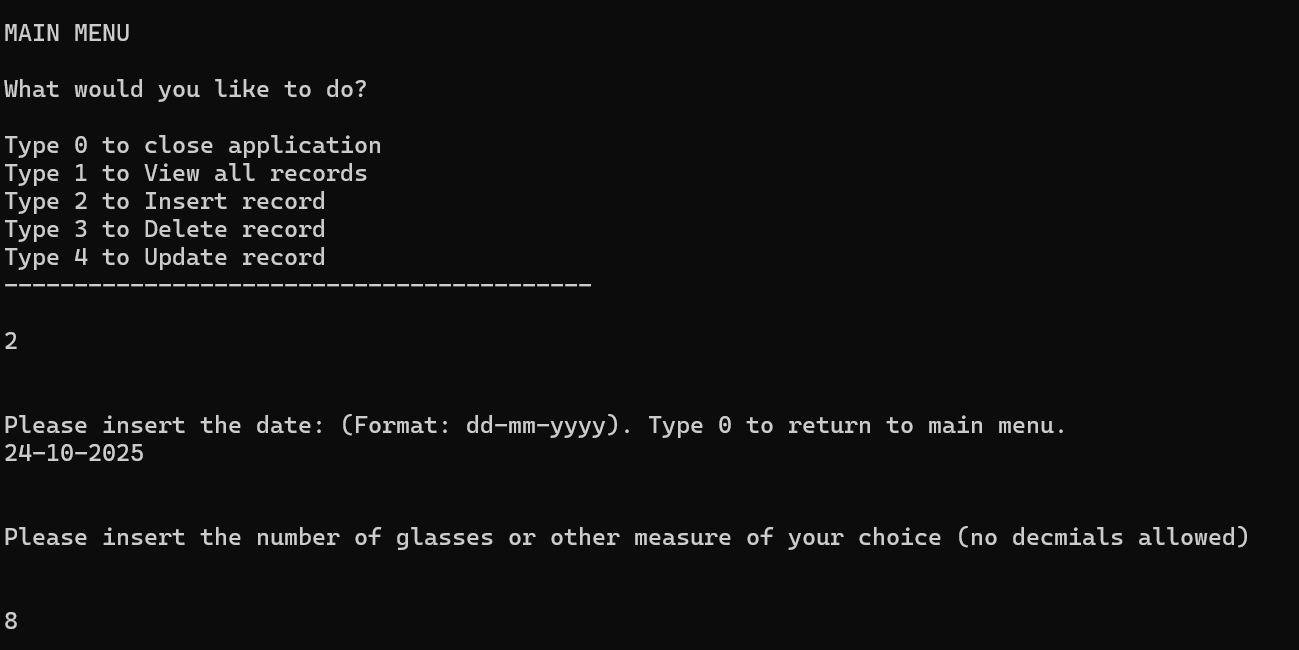 MAIN MENU
What would you like to do?
Type 0 to close application
Type 1 to View all records
Type 2 to Insert record
Type 3 to Delete record
Type 4 to Update record
------------------------------------------
2
Please insert the date: (Format: dd-mm-yyyy). Type 0 to return to main menu.
24-10-2025
Please insert the number of glasses or other measure of your choice (no decmials allowed)
8